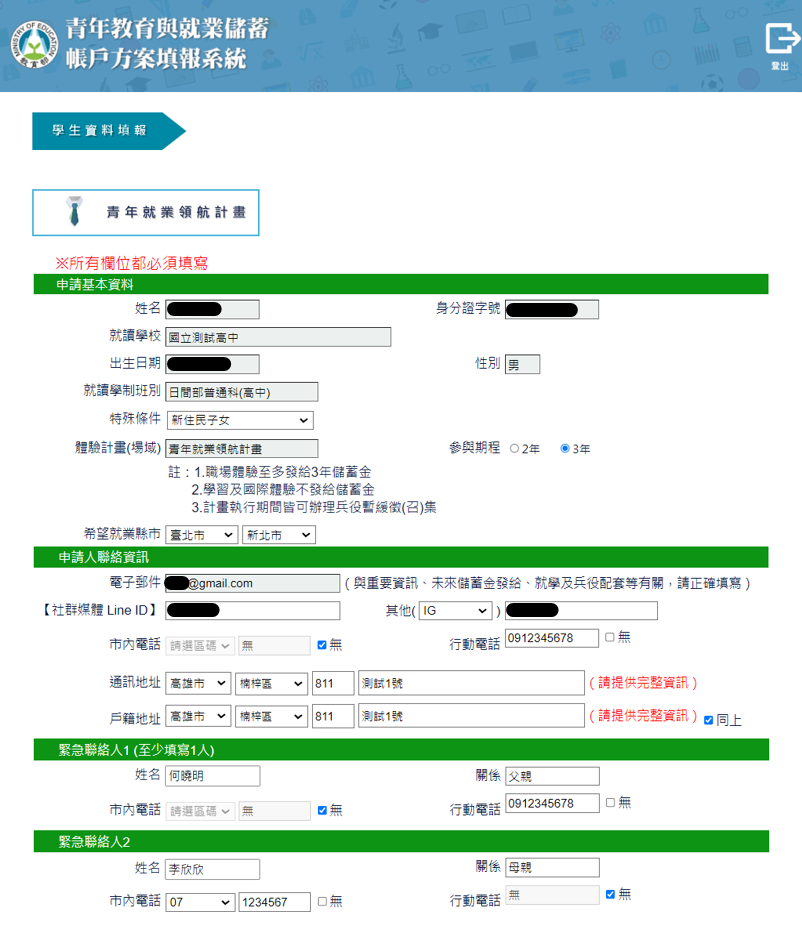 MINISTRY OF EDUCATION
教育部
青年教育與就業儲蓄
帳戶方案填報系統
登出
學生資料填報
青年就業領航計畫
※所有欄位都必須填寫
申請基本資料
姓名 身分證字號
就讀學校 國立測試高中
出生日期 性別 男
就讀學制班別 日間部普通科(高中)
特殊條件 新住民子女
體驗計畫(場域) 青年就業領航計畫 參與期程 2年 3年
註：1.職場體驗至多發給3年儲蓄金
2.學習及國際體驗不發給儲蓄金
3.計畫執行期間皆可辦理兵役暫緩徵(召)集
希望就業縣市 臺北市 新北市
申請人聯絡資訊
電子郵件 @gmail.com (與重要資訊、未來儲蓄金發給、就學及兵役配套等有關，請正確填寫)
【社群媒體 Line ID】 其他( IG )
市內電話 請選區碼 無 無 行動電話 0912345678 無
通訊地址 高雄市 楠梓區 811 測試1號 (請提供完整資訊)
戶籍地址 高雄市 楠梓區 811 測試1號 (請提供完整資訊) 同上
緊急聯絡人1 (至少填寫1人)
姓名 何曉明 關係 父親
市內電話 請選區碼 無 無 行動電話 0912345678 無
緊急聯絡人2
姓名 李欣欣 關係 母親
市內電話 07 1234567 無 行動電話 無 無